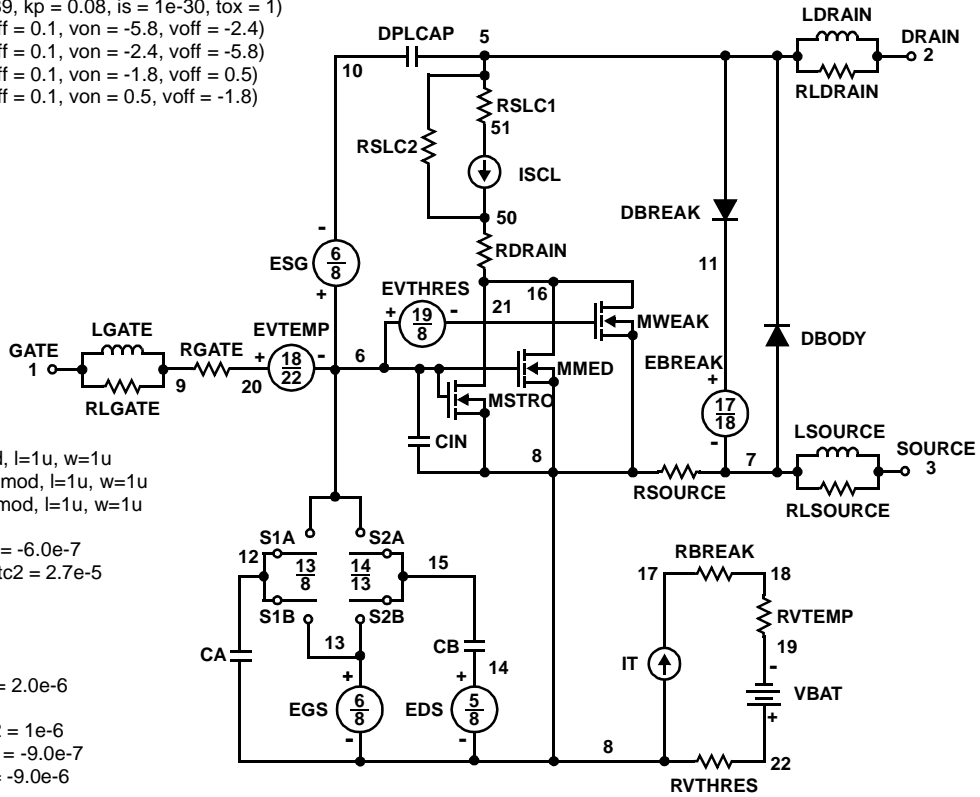 69, kp = 0.08, is = 1e-30, tox = 1)
ff = 0.1, von = -5.8, voff = -2.4)
ff = 0.1, von = -2.4, voff = -5.8)
ff = 0.1, von = -1.8, voff = 0.5)
ff = 0.1, von = 0.5, voff = -1.8)
LDRAIN
DPLCAP 5 DRAIN
10 2
RLDRAIN
RSLC1
51
RSLC2
ISCL
50
DBREAK
RDRAIN
ESG 6/8
11
EVTHRES 16
+ 19/8 - 21
MWEAK
LGATE EVTEMP
GATE RGATE + 18/22 - 6 MMED EBREAK DBODY
1 9 20
RLGATE MSTRO + 17/18 -
CIN LSOURCE
8 7 SOURCE
3
RSOURCE
RLSOURCE
d, l=1u, w=1u
mod, l=1u, w=1u
mod, l=1u, w=1u
= -6.0e-7
tc2 = 2.7e-5
S1A S2A
12 13/8 14/13 15
S1B S2B
13
CA CB
14
+ +
EGS 6/8 EDS 5/8
- -
RBREAK
17 18
RVTEMP
19
IT -
VBAT
+
8 22
RVTHRES
= 2.0e-6
2 = 1e-6
= -9.0e-7
= -9.0e-6